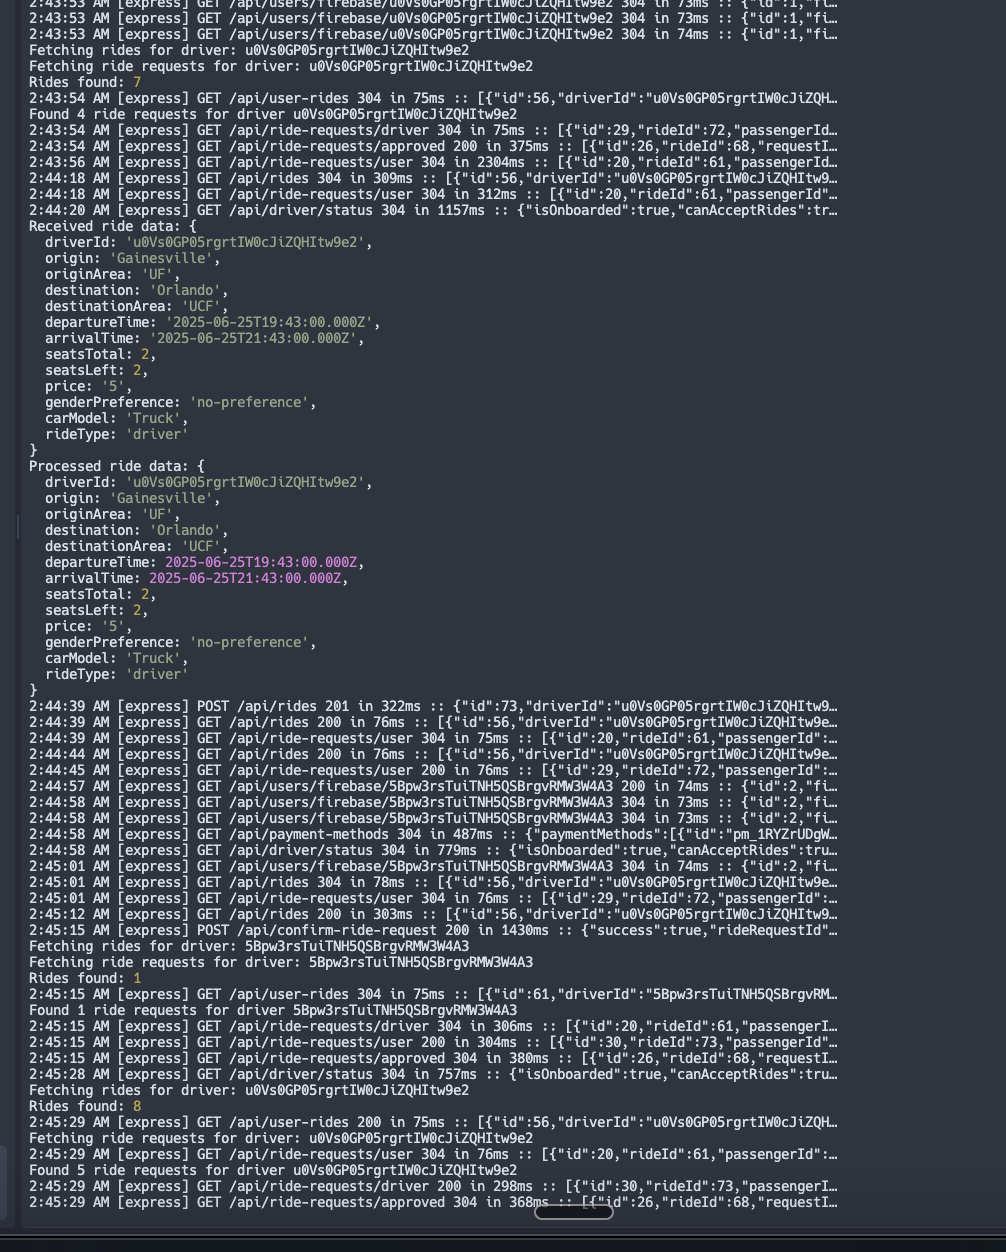 2:43:53 AM [express] GET /api/users/firebase/u0Vs0GP05rgrtIW0cJiZQHItw9e2 304 in 73ms :: {"id":1,"fi…
2:43:53 AM [express] GET /api/users/firebase/u0Vs0GP05rgrtIW0cJiZQHItw9e2 304 in 73ms :: {"id":1,"fi…
2:43:53 AM [express] GET /api/users/firebase/u0Vs0GP05rgrtIW0cJiZQHItw9e2 304 in 74ms :: {"id":1,"fi…
Fetching rides for driver: u0Vs0GP05rgrtIW0cJiZQHItw9e2
Fetching ride requests for driver: u0Vs0GP05rgrtIW0cJiZQHItw9e2
Rides found: 7
2:43:54 AM [express] GET /api/user-rides 304 in 75ms :: [{"id":56,"driverId":"u0Vs0GP05rgrtIW0cJiZQH…
Found 4 ride requests for driver u0Vs0GP05rgrtIW0cJiZQHItw9e2
2:43:54 AM [express] GET /api/ride-requests/driver 304 in 75ms :: [{"id":29,"rideId":72,"passengerId…
2:43:54 AM [express] GET /api/ride-requests/approved 200 in 375ms :: [{"id":26,"rideId":68,"requestI…
2:43:56 AM [express] GET /api/ride-requests/user 304 in 2304ms :: [{"id":20,"rideId":61,"passengerId…
2:44:18 AM [express] GET /api/rides 304 in 309ms :: [{"id":56,"driverId":"u0Vs0GP05rgrtIW0cJiZQHItw9…
2:44:18 AM [express] GET /api/ride-requests/user 304 in 312ms :: [{"id":20,"rideId":61,"passengerId"…
2:44:20 AM [express] GET /api/driver/status 304 in 1157ms :: {"isOnboarded":true,"canAcceptRides":tr…
Received ride data: {
  driverId: 'u0Vs0GP05rgrtIW0cJiZQHItw9e2',
  origin: 'Gainesville',
  originArea: 'UF',
  destination: 'Orlando',
  destinationArea: 'UCF',
  departureTime: '2025-06-25T19:43:00.000Z',
  arrivalTime: '2025-06-25T21:43:00.000Z',
  seatsTotal: 2,
  seatsLeft: 2,
  price: '5',
  genderPreference: 'no-preference',
  carModel: 'Truck',
  rideType: 'driver'
}
Processed ride data: {
  driverId: 'u0Vs0GP05rgrtIW0cJiZQHItw9e2',
  origin: 'Gainesville',
  originArea: 'UF',
  destination: 'Orlando',
  destinationArea: 'UCF',
  departureTime: 2025-06-25T19:43:00.000Z,
  arrivalTime: 2025-06-25T21:43:00.000Z,
  seatsTotal: 2,
  seatsLeft: 2,
  price: '5',
  genderPreference: 'no-preference',
  carModel: 'Truck',
  rideType: 'driver'
}
2:44:39 AM [express] POST /api/rides 201 in 322ms :: {"id":73,"driverId":"u0Vs0GP05rgrtIW0cJiZQHItw9…
2:44:39 AM [express] GET /api/rides 200 in 76ms :: [{"id":56,"driverId":"u0Vs0GP05rgrtIW0cJiZQHItw9e…
2:44:39 AM [express] GET /api/ride-requests/user 304 in 75ms :: [{"id":20,"rideId":61,"passengerId":…
2:44:44 AM [express] GET /api/rides 200 in 76ms :: [{"id":56,"driverId":"u0Vs0GP05rgrtIW0cJiZQHItw9e…
2:44:45 AM [express] GET /api/ride-requests/user 200 in 76ms :: [{"id":29,"rideId":72,"passengerId":…
2:44:57 AM [express] GET /api/users/firebase/5Bpw3rsTuiTNH5QSBrgvRMW3W4A3 200 in 74ms :: {"id":2,"fi…
2:44:58 AM [express] GET /api/users/firebase/5Bpw3rsTuiTNH5QSBrgvRMW3W4A3 304 in 73ms :: {"id":2,"fi…
2:44:58 AM [express] GET /api/users/firebase/5Bpw3rsTuiTNH5QSBrgvRMW3W4A3 304 in 73ms :: {"id":2,"fi…
2:44:58 AM [express] GET /api/payment-methods 304 in 487ms :: {"paymentMethods":[{"id":"pm_1RYZrUDgW…
2:44:58 AM [express] GET /api/driver/status 304 in 779ms :: {"isOnboarded":true,"canAcceptRides":tru…
2:45:01 AM [express] GET /api/users/firebase/5Bpw3rsTuiTNH5QSBrgvRMW3W4A3 304 in 74ms :: {"id":2,"fi…
2:45:01 AM [express] GET /api/rides 304 in 78ms :: [{"id":56,"driverId":"u0Vs0GP05rgrtIW0cJiZQHItw9e…
2:45:01 AM [express] GET /api/ride-requests/user 304 in 76ms :: [{"id":29,"rideId":72,"passengerId":…
2:45:12 AM [express] GET /api/rides 200 in 303ms :: [{"id":56,"driverId":"u0Vs0GP05rgrtIW0cJiZQHItw9…
2:45:15 AM [express] POST /api/confirm-ride-request 200 in 1430ms :: {"success":true,"rideRequestId"…
Fetching rides for driver: 5Bpw3rsTuiTNH5QSBrgvRMW3W4A3
Fetching ride requests for driver: 5Bpw3rsTuiTNH5QSBrgvRMW3W4A3
Rides found: 1
2:45:15 AM [express] GET /api/user-rides 304 in 75ms :: [{"id":61,"driverId":"5Bpw3rsTuiTNH5QSBrgvRM…
Found 1 ride requests for driver 5Bpw3rsTuiTNH5QSBrgvRMW3W4A3
2:45:15 AM [express] GET /api/ride-requests/driver 304 in 306ms :: [{"id":20,"rideId":61,"passengerI…
2:45:15 AM [express] GET /api/ride-requests/user 200 in 304ms :: [{"id":30,"rideId":73,"passengerId"…
2:45:15 AM [express] GET /api/ride-requests/approved 304 in 380ms :: [{"id":26,"rideId":68,"requestI…
2:45:28 AM [express] GET /api/driver/status 304 in 757ms :: {"isOnboarded":true,"canAcceptRides":tru…
Fetching rides for driver: u0Vs0GP05rgrtIW0cJiZQHItw9e2
Rides found: 8
2:45:29 AM [express] GET /api/user-rides 200 in 75ms :: [{"id":56,"driverId":"u0Vs0GP05rgrtIW0cJiZQH…
Fetching ride requests for driver: u0Vs0GP05rgrtIW0cJiZQHItw9e2
2:45:29 AM [express] GET /api/ride-requests/user 304 in 76ms :: [{"id":20,"rideId":61,"passengerId":…
Found 5 ride requests for driver u0Vs0GP05rgrtIW0cJiZQHItw9e2
2:45:29 AM [express] GET /api/ride-requests/driver 200 in 298ms :: [{"id":30,"rideId":73,"passengerI…
2:45:29 AM [express] GET /api/ride-requests/approved 304 in 368ms :: [{"id":26,"rideId":68,"requestI…